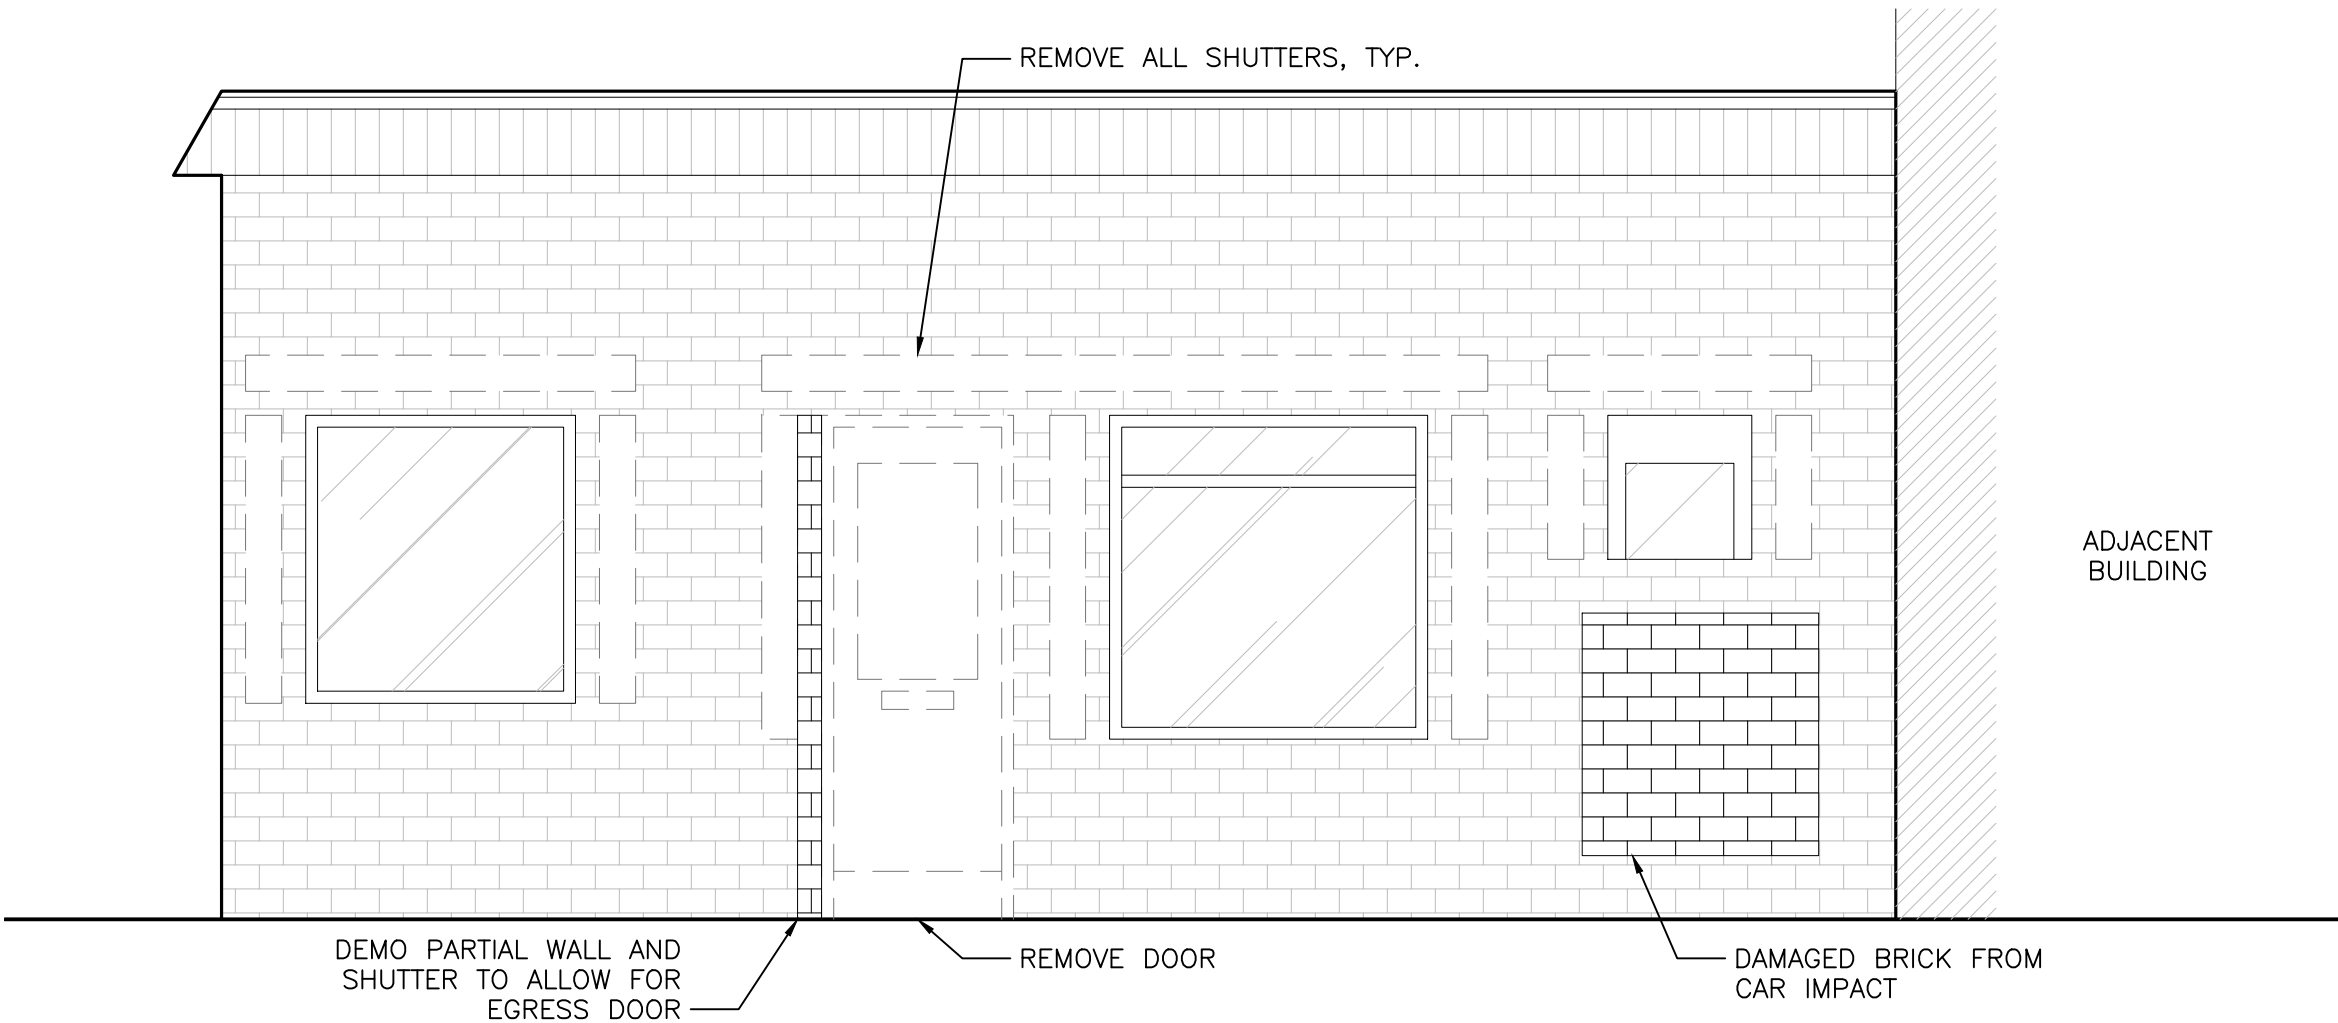 REMOVE ALL SHUTTERS, TYP.
ADJACENT
BUILDING
DEMO PARTIAL WALL AND
SHUTTER TO ALLOW FOR
EGRESS DOOR
REMOVE DOOR
DAMAGED BRICK FROM
CAR IMPACT